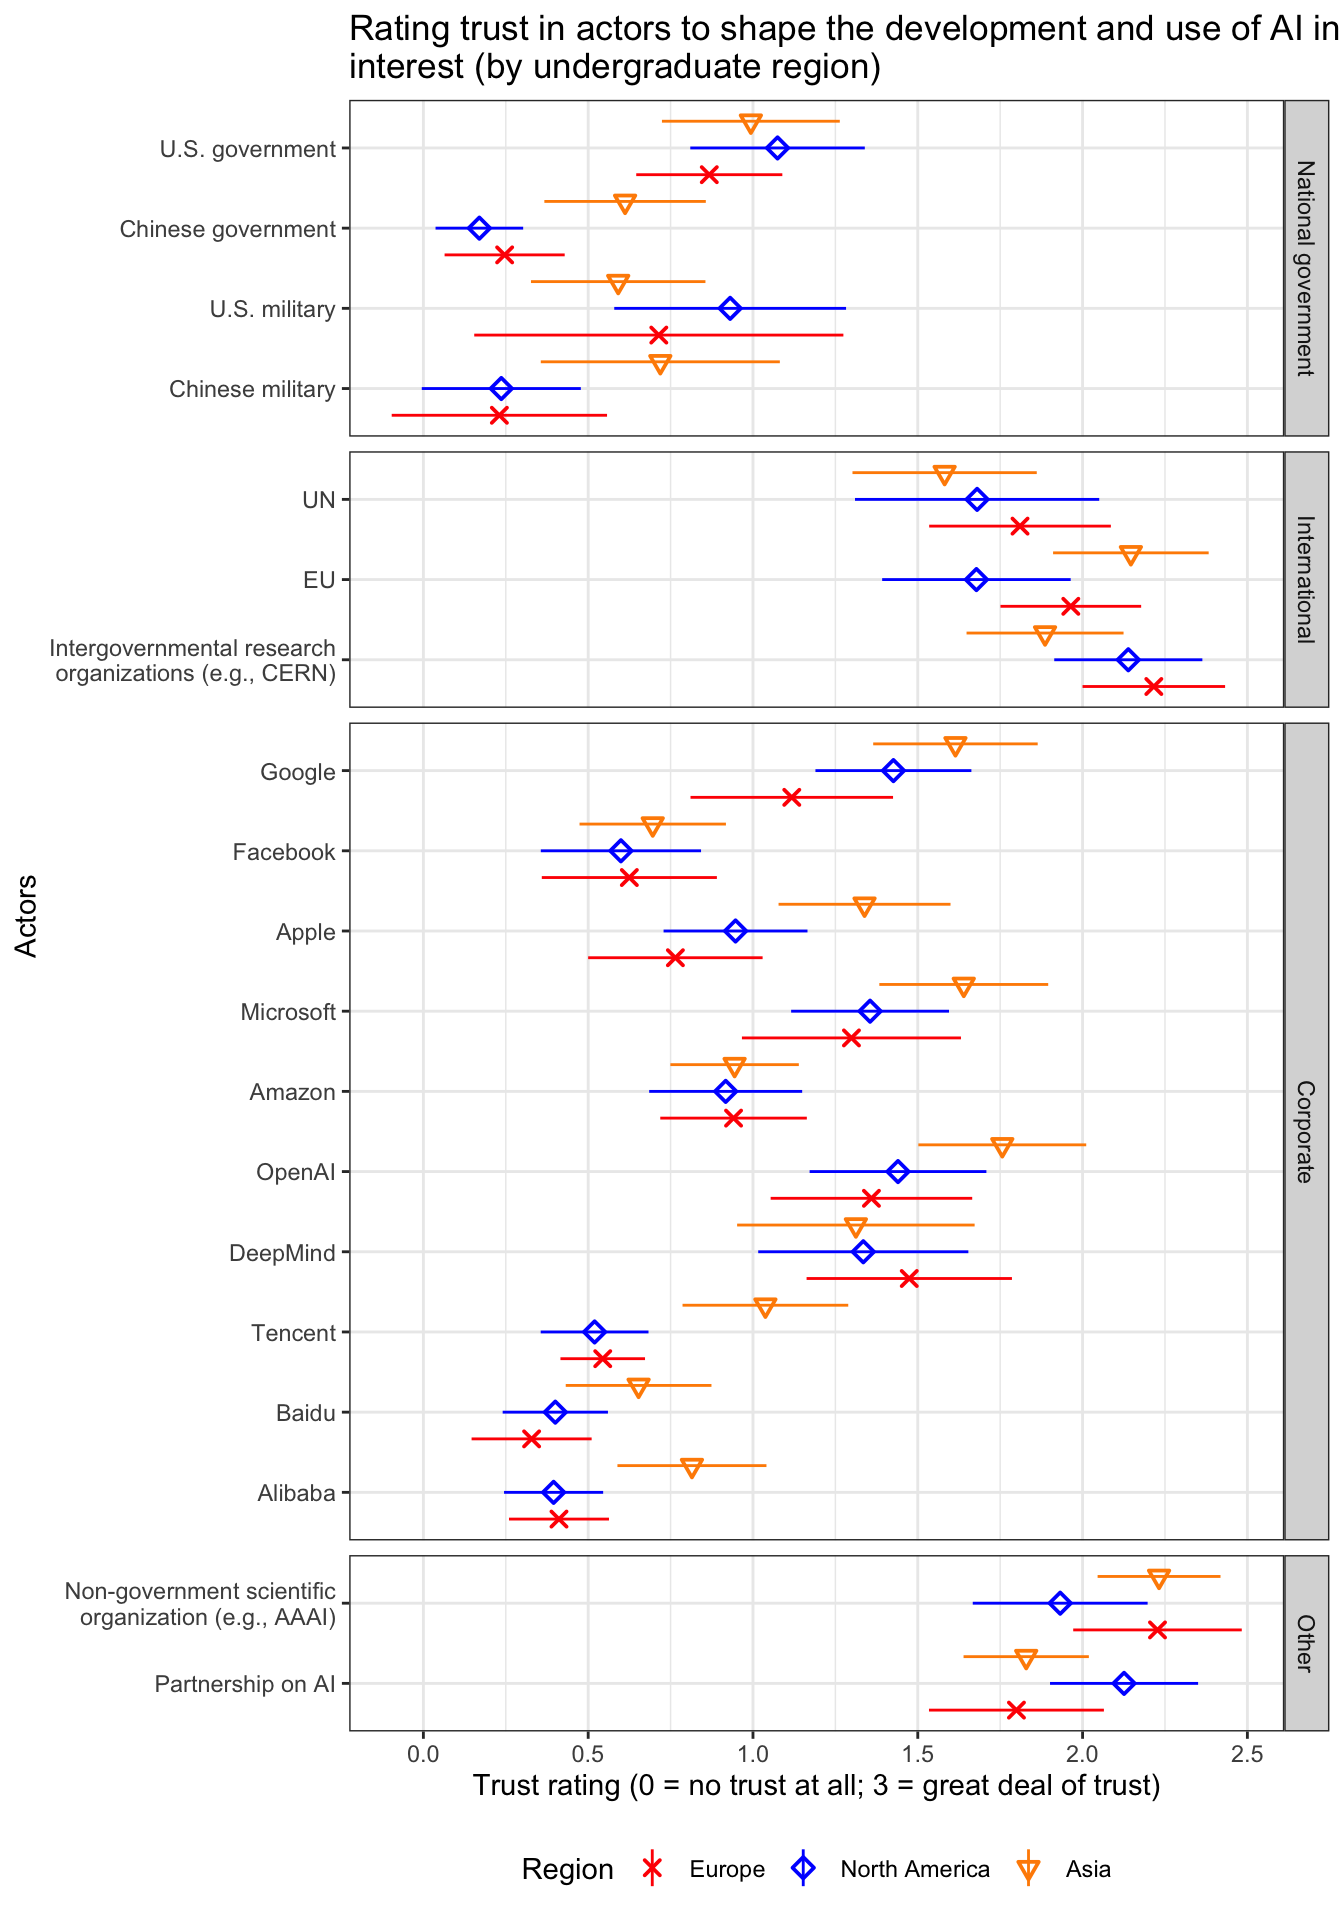 Rating trust in actors to shape the development and use of AI in
interest (by undergraduate region)
U.S. government
Chinese government
U.S. military
Chinese military
National government
UN
EU
Intergovernmental research
organizations (e.g., CERN)
International
Actors
Google
Facebook
Apple
Microsoft
Amazon
OpenAI
DeepMind
Tencent
Baidu
Alibaba
Corporate
Non-government scientific
organization (e.g., AAAI)
Partnership on AI
Other
0.0 0.5 1.0 1.5 2.0 2.5
Trust rating (0 = no trust at all; 3 = great deal of trust)
Region Europe North America Asia